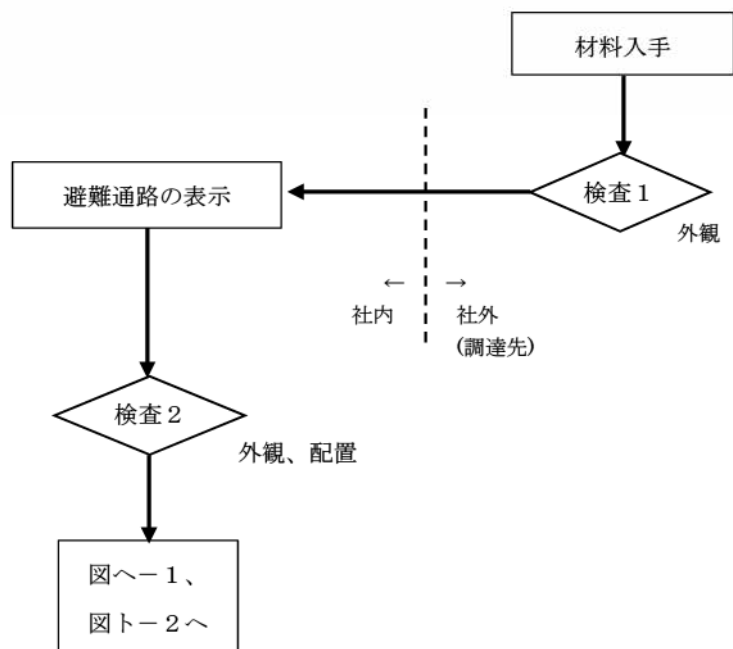 材料入手
検査1
外観
避難通路の表示
← →
社内 社外
(調達先)
検査2
外観、配置
図へ－1、
図ト－2へ